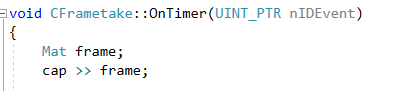 void CFrametake::OnTimer(UINT_PTR nIDEvent)
{
    Mat frame;
    cap >> frame;